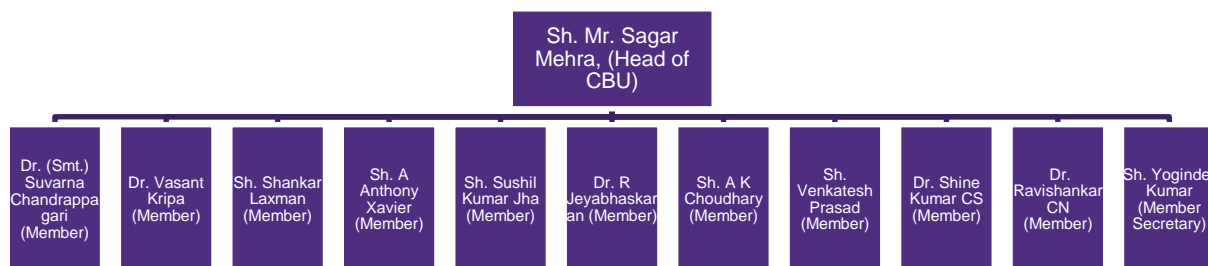 Sh. Mr. Sagar
Mehra, (Head of
CBU)
Dr. (Smt.)
Suvarna
Chandrappa
gari
(Member)
Dr. Vasant
Kripa
(Member)
Sh. Shankar
Laxman
(Member)
Sh. A
Anthony
Xavier
(Member)
Sh. Sushil
Kumar Jha
(Member)
Dr. R
Jeyabhaskar
an (Member)
Sh. A K
Choudhary
(Member)
Sh.
Venkatesh
Prasad
(Member)
Dr. Shine
Kumar CS
(Member)
Dr.
Ravishankar
CN
(Member)
Sh. Yoginder
Kumar
(Member
Secretary)